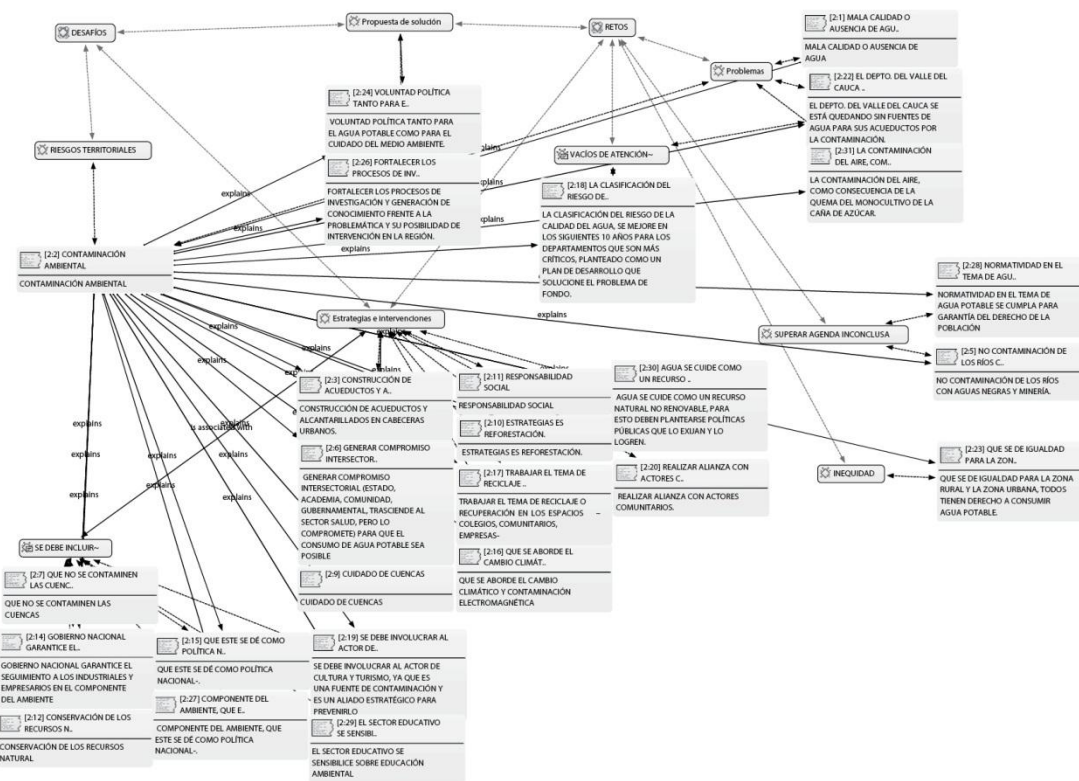 DESAFÍOS
Propuesta de solución
RETOS
[2:1] MALA CALIDAD O
AUSENCIA DE AGU..
MALA CALIDAD O AUSENCIA DE
AGUA
Problemas
[2:22] EL DEPTO. DEL VALLE DEL
CAUCA ..
EL DEPTO. DEL VALLE DEL CAUCA SE
ESTÁ QUEDANDO SIN FUENTES DE
AGUA PARA SUS ACUEDUCTOS POR
LA CONTAMINACIÓN.
[2:31] LA CONTAMINACIÓN
DEL AIRE, COM..
LA CONTAMINACIÓN DEL AIRE,
COMO CONSECUENCIA DE LA
QUEMA DEL MONOCULTIVO DE LA
CAÑA DE AZÚCAR.
[2:24] VOLUNTAD POLÍTICA
TANTO PARA E..
VOLUNTAD POLÍTICA TANTO PARA
EL AGUA POTABLE COMO PARA EL
CUIDADO DEL MEDIO AMBIENTE.
[2:26] FORTALECER LOS
PROCESOS DE INV..
FORTALECER LOS PROCESOS DE
INVESTIGACIÓN Y GENERACIÓN DE
CONOCIMIENTO FRENTE A LA
PROBLEMÁTICA Y SU POSIBILIDAD DE
INTERVENCIÓN EN LA REGIÓN.
RIESGOS TERRITORIALES
VACÍOS DE ATENCIÓN~
[2:18] LA CLASIFICACIÓN DEL
RIESGO DE..
LA CLASIFICACIÓN DEL RIESGO DE LA
CALIDAD DEL AGUA, SE MEJORE EN
LOS SIGUIENTES 10 AÑOS PARA LOS
DEPARTAMENTOS QUE SON MÁS
CRÍTICOS, PLANTEADO COMO UN
PLAN DE DESARROLLO QUE
SOLUCIONE EL PROBLEMA DE
FONDO.
explains
explains
explains
explains
explains
[2:2] CONTAMINACIÓN
AMBIENTAL
CONTAMINACIÓN AMBIENTAL
[2:28] NORMATIVIDAD EN EL
TEMA DE AGU..
NORMATIVIDAD EN EL TEMA DE
AGUA POTABLE SE CUMPLA PARA
GARANTÍA DEL DERECHO DE LA
POBLACIÓN
explains
SUPERAR AGENDA INCONCLUSA
[2:5] NO CONTAMINACIÓN DE
LOS RÍOS C..
NO CONTAMINACIÓN DE LOS RÍOS
CON AGUAS NEGRAS Y MINERÍA.
Estrategias e intervenciones
explains
explains
explains
[2:3] CONSTRUCCIÓN DE
ACUEDUCTOS Y A..
CONSTRUCCIÓN DE ACUEDUCTOS Y
ALCANTARILLADOS EN CABECERAS
URBANOS.
[2:6] GENERAR COMPROMISO
INTERSECTOR..
GENERAR COMPROMISO
INTERSECTORIAL (ESTADO,
ACADEMIA, COMUNIDAD,
GUBERNAMENTAL, TRASCIENDE AL
SECTOR SALUD, PERO LO
COMPROMETE) PARA QUE EL
CONSUMO DE AGUA POTABLE SEA
POSIBLE
[2:9] CUIDADO DE CUENCAS
CUIDADO DE CUENCAS
[2:11] RESPONSABILIDAD
SOCIAL
RESPONSABILIDAD SOCIAL
[2:10] ESTRATEGIAS ES
REFORESTACIÓN.
ESTRATEGIAS ES REFORESTACIÓN.
[2:17] TRABAJAR EL TEMA DE
RECICLAJE ..
TRABAJAR EL TEMA DE RECICLAJE O
RECUPERACIÓN EN LOS ESPACIOS –
COLEGIOS, COMUNITARIOS,
EMPRESAS-
[2:16] QUE SE ABORDE EL
CAMBIO CLIMÁT..
QUE SE ABORDE EL CAMBIO
CLIMÁTICO Y CONTAMINACIÓN
ELECTROMAGNÉTICA
[2:30] AGUA SE CUIDE COMO
UN RECURSO ..
AGUA SE CUIDE COMO UN RECURSO
NATURAL NO RENOVABLE, PARA
ESTO DEBEN PLANTEARSE POLÍTICAS
PÚBLICAS QUE LO EXIJAN Y LO
LOGREN.
[2:20] REALIZAR ALIANZA CON
ACTORES C..
REALIZAR ALIANZA CON ACTORES
COMUNITARIOS.
INEQUIDAD
[2:23] QUE SE DE IGUALDAD
PARA LA ZON..
QUE SE DE IGUALDAD PARA LA ZONA
RURAL Y LA ZONA URBANA, TODOS
TIENEN DERECHO A CONSUMIR
AGUA POTABLE.
explains
is associated with
explains
explains
explains
explains
explains
explains
SE DEBE INCLUIR~
[2:7] QUE NO SE CONTAMINEN
LAS CUENC..
QUE NO SE CONTAMINEN LAS
CUENCAS
[2:14] GOBIERNO NACIONAL
GARANTICE EL..
GOBIERNO NACIONAL GARANTICE EL
SEGUIMIENTO A LOS INDUSTRIALES Y
EMPRESARIOS EN EL COMPONENTE
DEL AMBIENTE
[2:12] CONSERVACIÓN DE LOS
RECURSOS N..
CONSERVACIÓN DE LOS RECURSOS
NATURAL
[2:15] QUE ESTE SE DÉ COMO
POLÍTICA N..
QUE ESTE SE DÉ COMO POLÍTICA
NACIONAL-.
[2:27] COMPONENTE DEL
AMBIENTE, QUE E..
COMPONENTE DEL AMBIENTE, QUE
ESTE SE DÉ COMO POLÍTICA
NACIONAL-.
[2:19] SE DEBE INVOLUCRAR AL
ACTOR DE..
SE DEBE INVOLUCRAR AL ACTOR DE
CULTURA Y TURISMO, YA QUE ES
UNA FUENTE DE CONTAMINACIÓN Y
ES UN ALIADO ESTRATÉGICO PARA
PREVENIRLO
[2:29] EL SECTOR EDUCATIVO
SE SENSIBI..
EL SECTOR EDUCATIVO SE
SENSIBILICE SOBRE EDUCACIÓN
AMBIENTAL